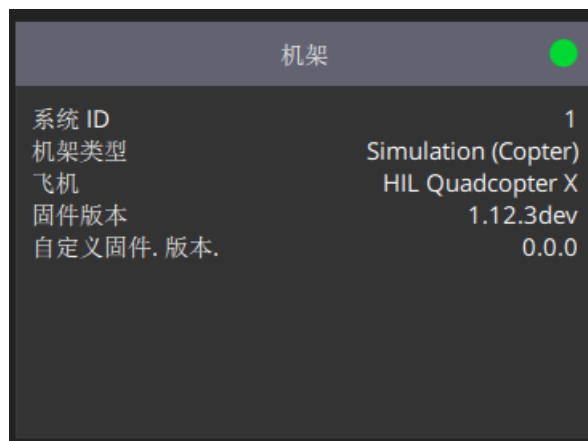 机架
系统 ID 1
机架类型 Simulation (Copter)
飞机 HIL Quadcopter X
固件版本 1.12.3dev
自定义固件. 版本. 0.0.0